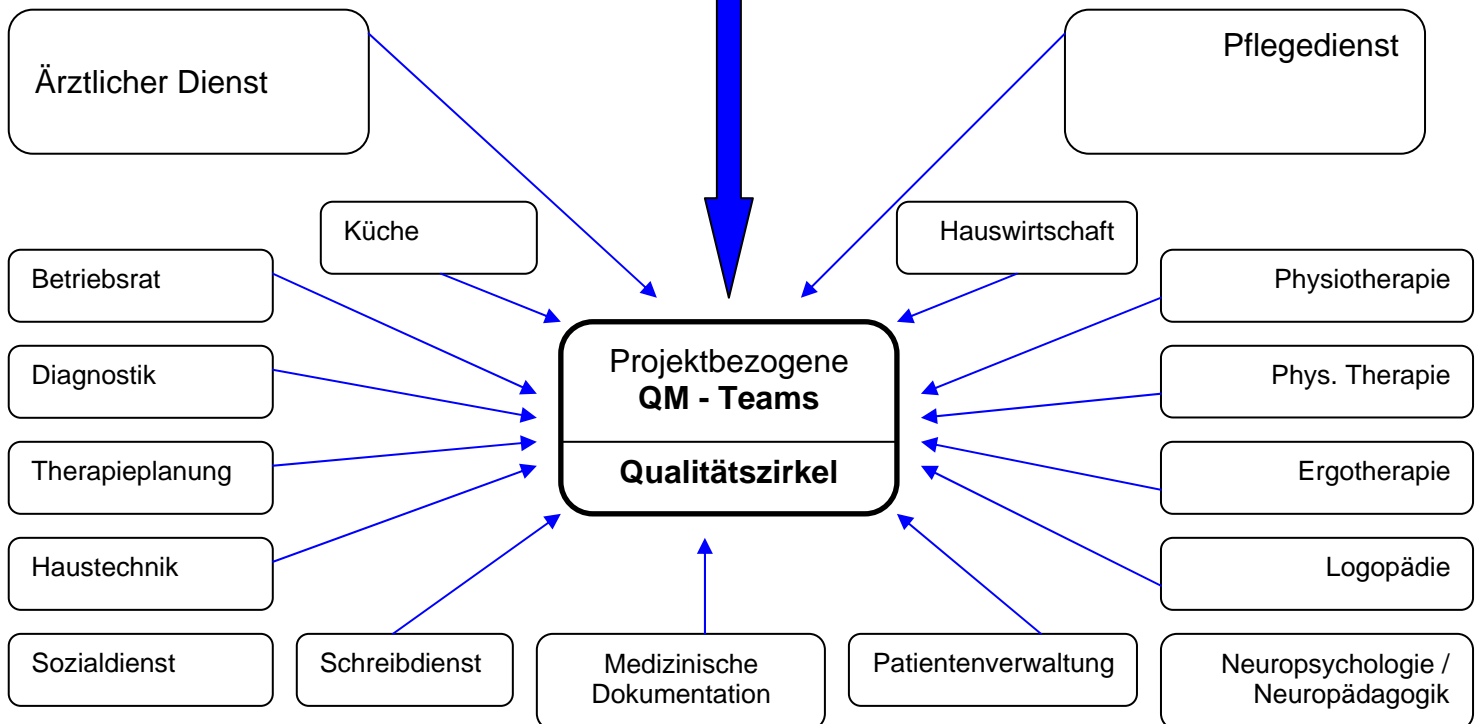 Ärztlicher Dienst
Pflegedienst
Küche
Hauswirtschaft
Betriebsrat
Physiotherapie
Projektbezogene
QM - Teams
Diagnostik
Phys. Therapie
Qualitätszirkel
Therapieplanung
Ergotherapie
Haustechnik
Logopädie
Sozialdienst
Schreibdienst
Medizinische
Dokumentation
Patientenverwaltung
Neuropsychologie /
Neuropädagogik